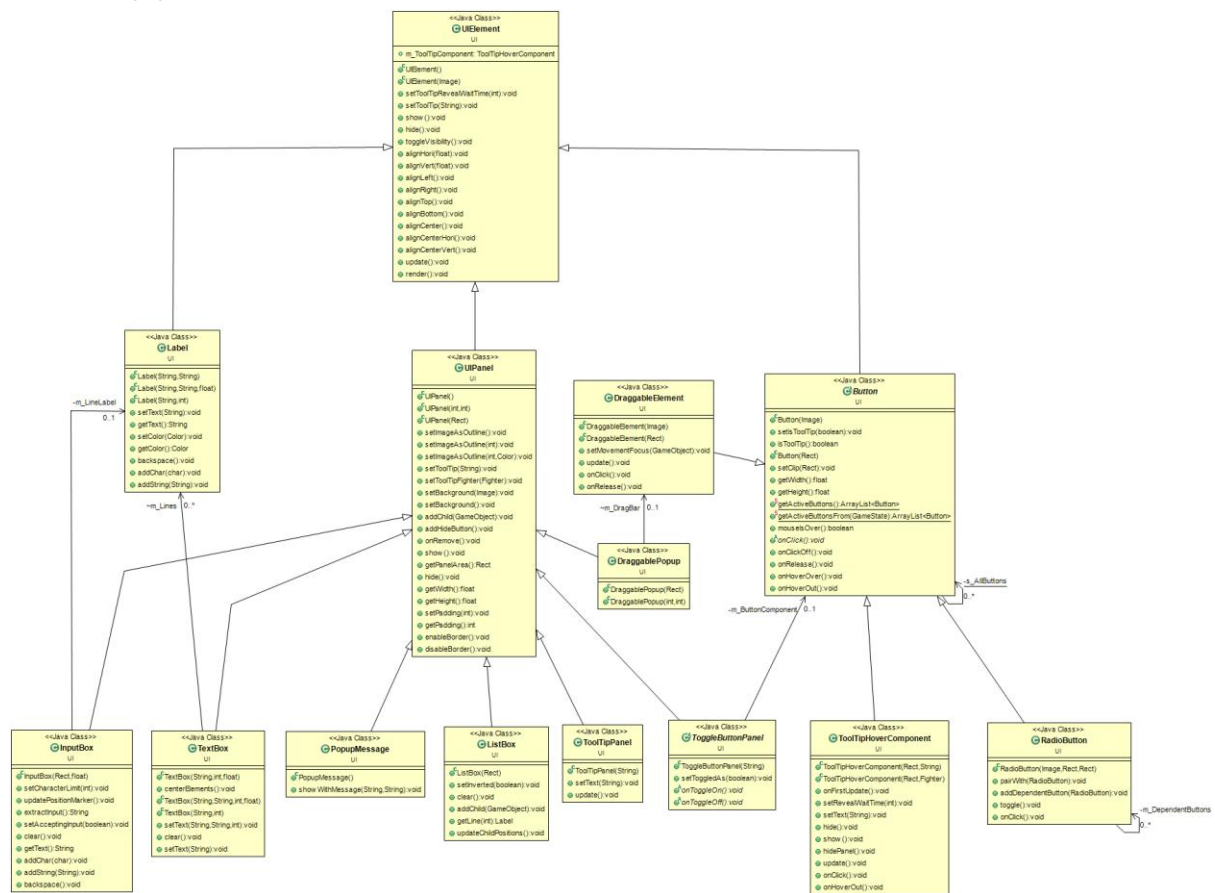 <<Java Class>>
UIElement
UI
m_ToolTipComponent: ToolTipHoverComponent
UIElement()
UIElement(Image)
setToolTipRevealWaitTime(int):void
setToolTip(String):void
show():void
hide():void
toggleVisibility():void
alignHori(float):void
alignVert(float):void
alignLeft():void
alignRight():void
alignTop():void
alignBottom():void
alignCenter():void
alignCenterHori():void
alignCenterVert():void
update():void
render():void
<<Java Class>>
Label
UI
Label(String,String)
Label(String,String,float)
Label(String,int)
setText(String):void
getText():String
setColor(Color):void
getColor():Color
backspace():void
addChar(char):void
addString(String):void
~m_LineLabel
0..1
~m_Lines
0..*
<<Java Class>>
UIPanel
UI
UIPanel()
UIPanel(int,int)
UIPanel(Rect)
setImageAsOutline():void
setImageAsOutline(int):void
setImageAsOutline(int,Color):void
setToolTip(String):void
setToolTipFighter(Fighter):void
setBackground(Image):void
setBackground():void
addChild(GameObject):void
addHideButton():void
onRemove():void
show():void
getPanelArea():Rect
hide():void
getWidth():float
getHeight():float
setPadding(int):void
getPadding():int
enableBorder():void
disableBorder():void
<<Java Class>>
DraggableElement
UI
DraggableElement(Image)
DraggableElement(Rect)
setMovementFocus(GameObject):void
update():void
onClick():void
onRelease():void
~m_DragBar
0..1
<<Java Class>>
DraggablePopup
UI
DraggablePopup(Rect)
DraggablePopup(int,int)
<<Java Class>>
Button
UI
Button(Image)
setIsToolTip(boolean):void
isToolTip():boolean
Button(Rect)
setClip(Rect):void
getWidth():float
getHeight():float
getActiveButtons():ArrayList<Button>
getActiveButtonsFrom(GameState):ArrayList<Button>
mouseIsOver():boolean
onClick():void
onClickOff():void
onRelease():void
onHoverOver():void
onHoverOut():void
-s_AllButtons
0..*
~m_ButtonComponent
0..1
<<Java Class>>
InputBox
UI
InputBox(Rect,float)
setCharacterLimit(int):void
updatePositionMarker():void
extractInput():String
setAcceptingInput(boolean):void
clear():void
getText():String
addChar(char):void
addString(String):void
backspace():void
<<Java Class>>
TextBox
UI
TextBox(String,int,float)
centerElements():void
TextBox(String,String,int,float)
TextBox(String,int)
setText(String,String,int):void
clear():void
setText(String):void
<<Java Class>>
PopupMessage
UI
PopupMessage()
showWithMessage(String,String):void
<<Java Class>>
ListBox
UI
ListBox(Rect)
setInverted(boolean):void
clear():void
addChild(GameObject):void
getLine(int):Label
updateChildPositions():void
<<Java Class>>
ToolTipPanel
UI
ToolTipPanel(String)
setText(String):void
update():void
<<Java Class>>
ToggleButtonPanel
UI
ToggleButtonPanel(String)
setToggledAs(boolean):void
onToggleOn():void
onToggleOff():void
<<Java Class>>
ToolTipHoverComponent
UI
ToolTipHoverComponent(Rect,String)
ToolTipHoverComponent(Rect,Fighter)
onFirstUpdate():void
setRevealWaitTime(int):void
setText(String):void
hide():void
show():void
hidePanel():void
update():void
onClick():void
onHoverOut():void
<<Java Class>>
RadioButton
UI
RadioButton(Image,Rect,Rect)
pairWith(RadioButton):void
addDependentButton(RadioButton):void
toggle():void
onClick():void
-m_DependentButtons
0..*